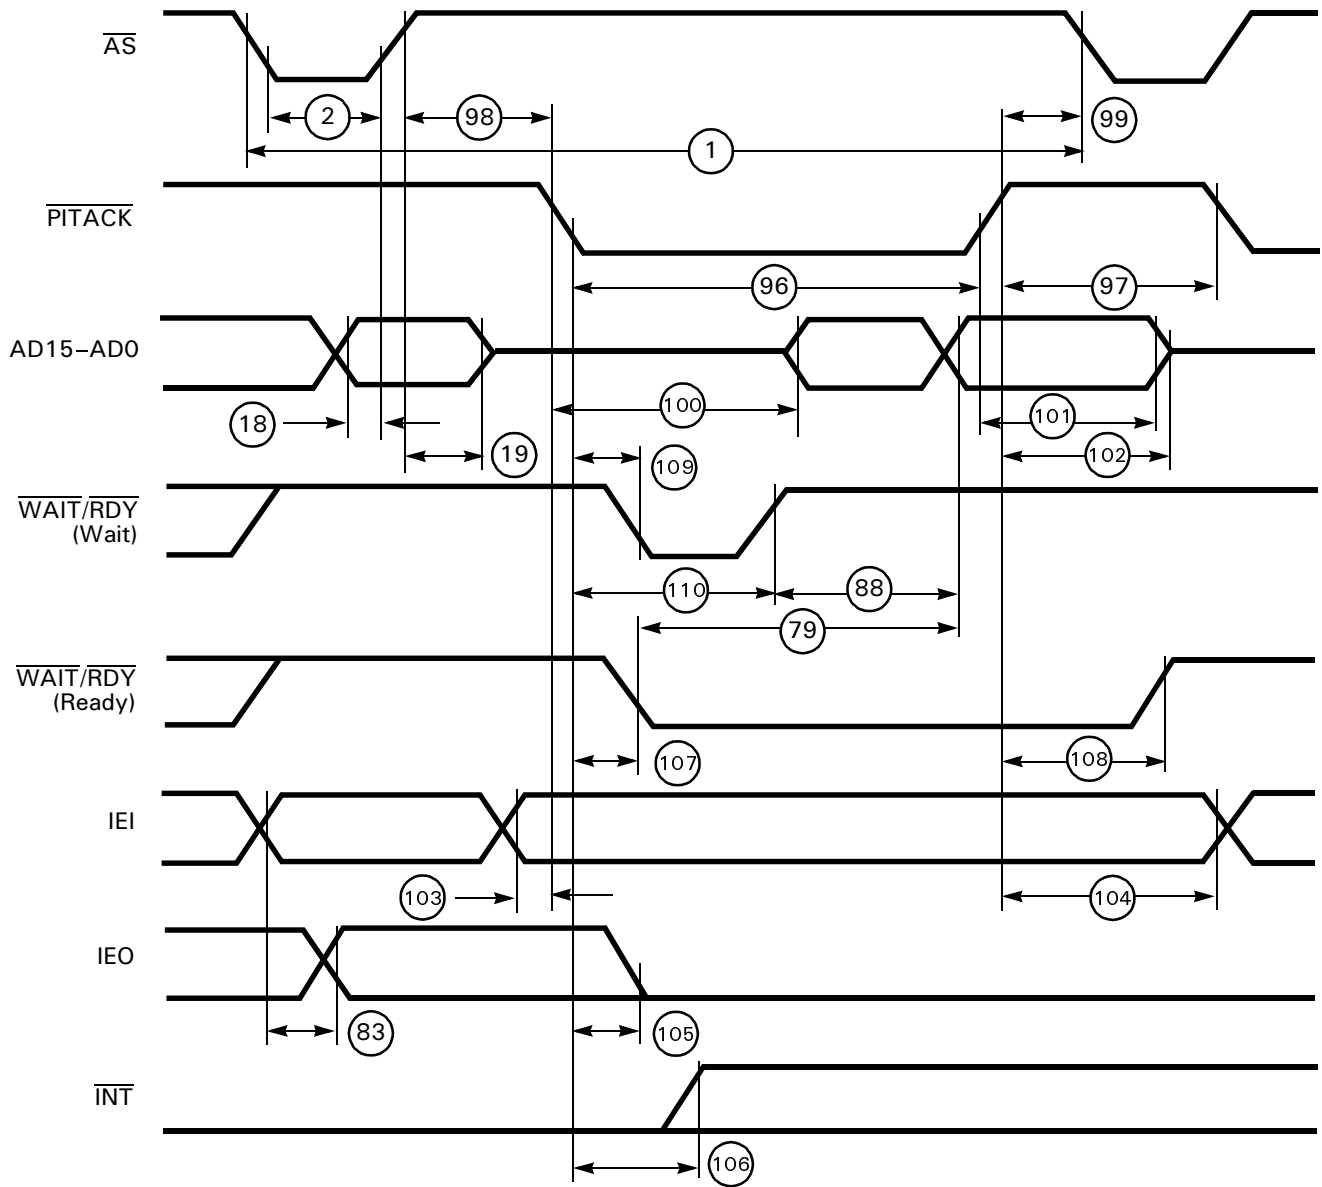 AS
2
98
99
1
PITACK
96
97
AD15–AD0
100
101
18
19
109
102
WAIT/RDY
(Wait)
110
88
79
WAIT/RDY
(Ready)
107
108
IEI
103
104
IEO
83
105
INT
106